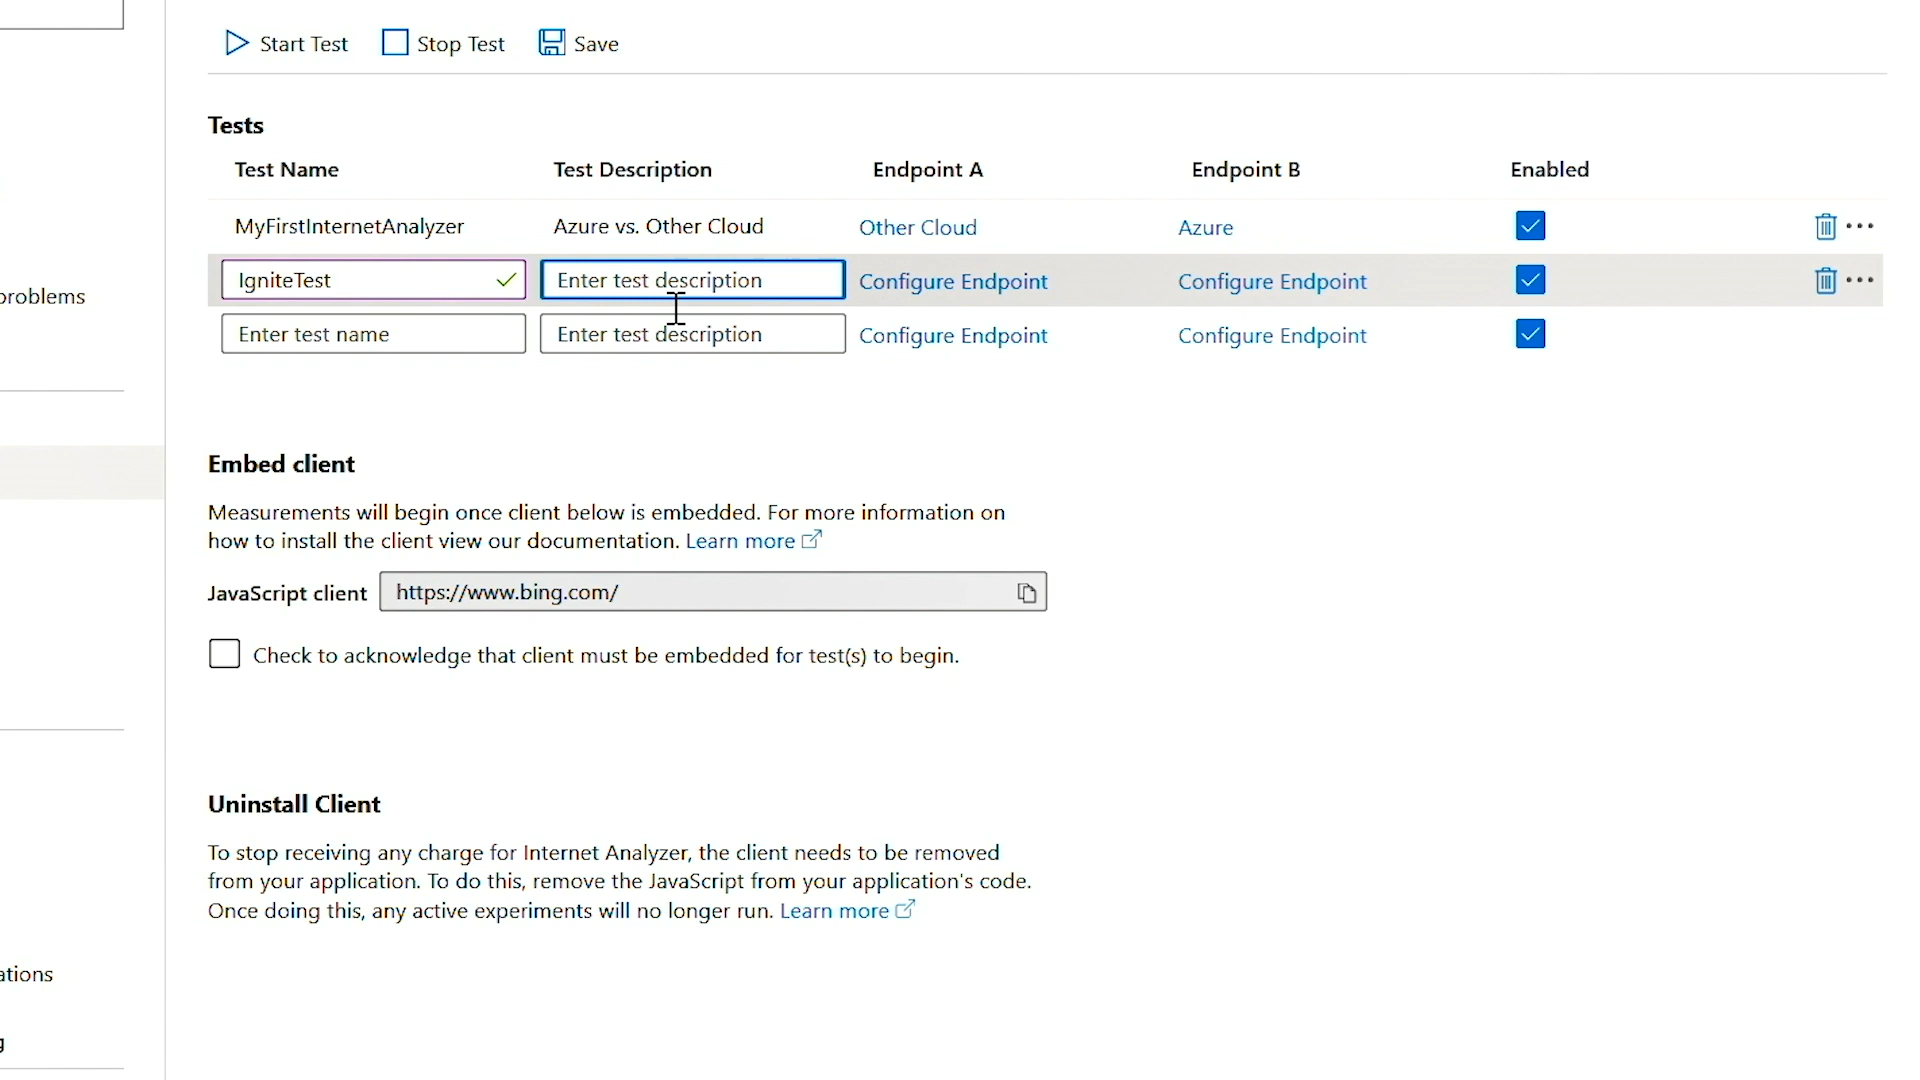 Start Test Stop Test Save
Tests
Test Name Test Description Endpoint A Endpoint B Enabled
MyFirstInternetAnalyzer Azure vs. Other Cloud Other Cloud Azure
problems
IgniteTest Enter test description Configure Endpoint Configure Endpoint
Enter test name Enter test description Configure Endpoint Configure Endpoint
Embed client
Measurements will begin once client below is embedded. For more information on
how to install the client view our documentation. Learn more
JavaScript client https://www.bing.com/
Check to acknowledge that client must be embedded for test(s) to begin.
Uninstall Client
To stop receiving any charge for Internet Analyzer, the client needs to be removed
from your application. To do this, remove the JavaScript from your application's code.
Once doing this, any active experiments will no longer run. Learn more
ations
g